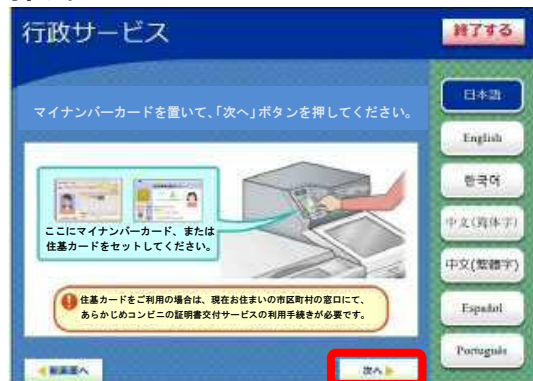 行政サービス
終了する
マイナンバーカードを置いて、「次へ」ボタンを押してください。
日本語
English
한국어
中文(简体字)
中文(繁體字)
Español
Português
ここにマイナンバーカード、または
住基カードをセットしてください。
住基カードをご利用の場合は、現在お住まいの市区町村の窓口にて、
あらかじめコンビニの証明書交付サービスの利用手続きが必要です。
前画面へ
次へ